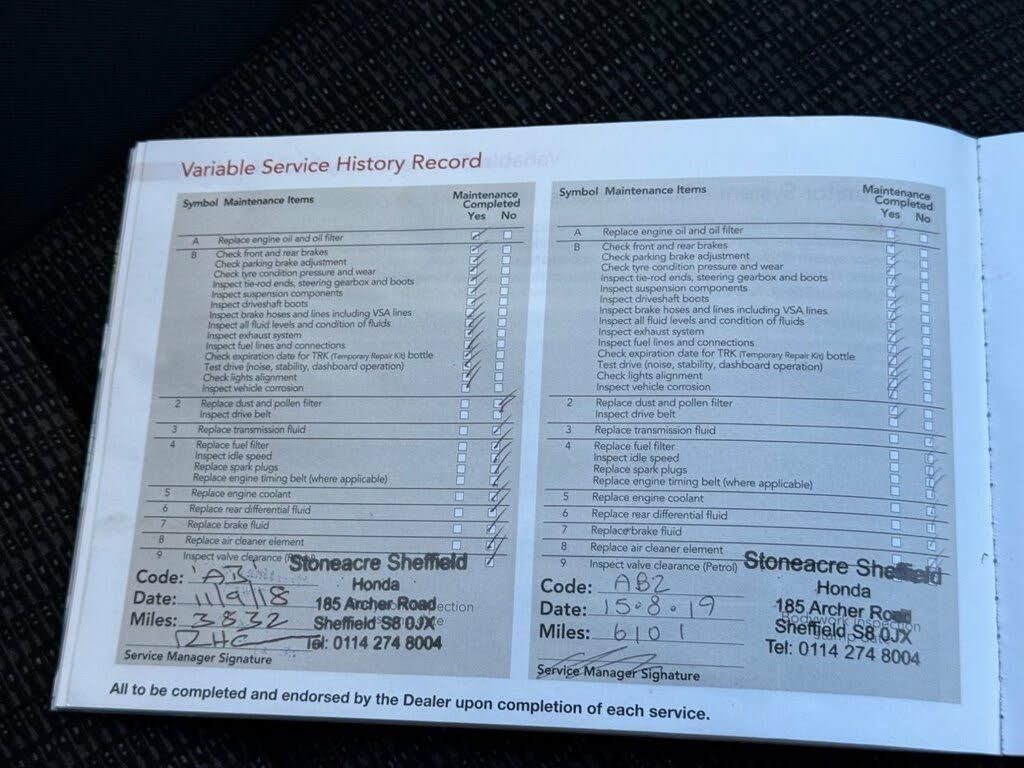 Variable Service History Record
Symbol Maintenance Items Maintenance Completed
Yes No
A Replace engine oil and oil filter
B Check front and rear brakes
Check parking brake adjustment
Check tyre condition pressure and wear
Inspect tie-rod ends, steering gearbox and boots
Inspect suspension components
Inspect driveshaft boots
Inspect brake hoses and lines including VSA lines
Inspect all fluid levels and condition of fluids
Inspect exhaust system
Inspect fuel lines and connections
Check expiration date for TRK (Temporary Repair Kit) bottle
Test drive (noise, stability, dashboard operation)
Check lights alignment
Inspect vehicle corrosion
2 Replace dust and pollen filter
Inspect drive belt
3 Replace transmission fluid
4 Replace fuel filter
Inspect idle speed
Replace spark plugs
Replace engine timing belt (where applicable)
5 Replace engine coolant
6 Replace rear differential fluid
7 Replace brake fluid
8 Replace air cleaner element
9 Inspect valve clearance
Stoneacre Sheffield
Honda
185 Archer Road
Sheffield S8 0JX
Tel: 0114 274 8004
Code: 'AB'
Date: 11/9/18
Miles: 3832
Service Manager Signature
Symbol Maintenance Items Maintenance Completed
Yes No
A Replace engine oil and oil filter
B Check front and rear brakes
Check parking brake adjustment
Check tyre condition pressure and wear
Inspect tie-rod ends, steering gearbox and boots
Inspect suspension components
Inspect driveshaft boots
Inspect brake hoses and lines including VSA lines
Inspect all fluid levels and condition of fluids
Inspect exhaust system
Inspect fuel lines and connections
Check expiration date for TRK (Temporary Repair Kit) bottle
Test drive (noise, stability, dashboard operation)
Check lights alignment
Inspect vehicle corrosion
2 Replace dust and pollen filter
Inspect drive belt
3 Replace transmission fluid
4 Replace fuel filter
Inspect idle speed
Replace spark plugs
Replace engine timing belt (where applicable)
5 Replace engine coolant
6 Replace rear differential fluid
7 Replace brake fluid
8 Replace air cleaner element
9 Inspect valve clearance (Petrol)
Stoneacre Sheffield
Honda
185 Archer Road
Sheffield S8 0JX
Tel: 0114 274 8004
Code: AB2
Date: 15.8.19
Miles: 6101
Service Manager Signature
All to be completed and endorsed by the Dealer upon completion of each service.